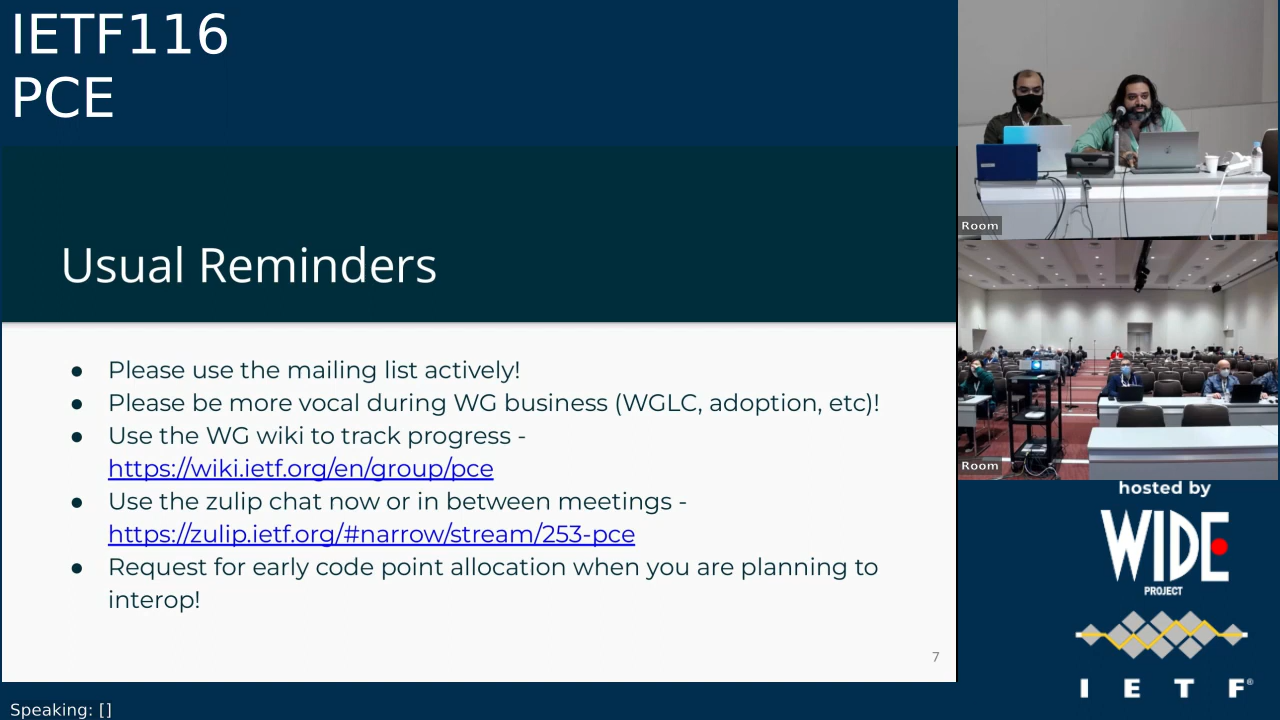 IETF116
PCE
Usual Reminders
● Please use the mailing list actively!
● Please be more vocal during WG business (WGLC, adoption, etc)!
● Use the WG wiki to track progress -
https://wiki.ietf.org/en/group/pce
● Use the zulip chat now or in between meetings -
https://zulip.ietf.org/#narrow/stream/253-pce
● Request for early code point allocation when you are planning to
interop!
7
Speaking: []
Room
Room
hosted by
WIDE
PROJECT
I E T F®